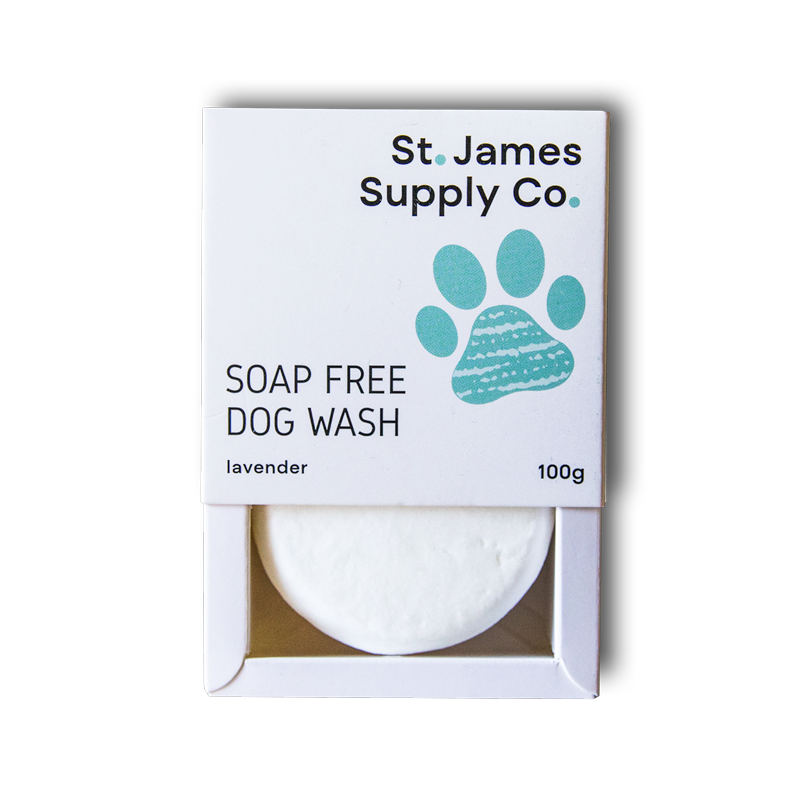 St. James
Supply Co.
SOAP FREE
DOG WASH
lavender
100g